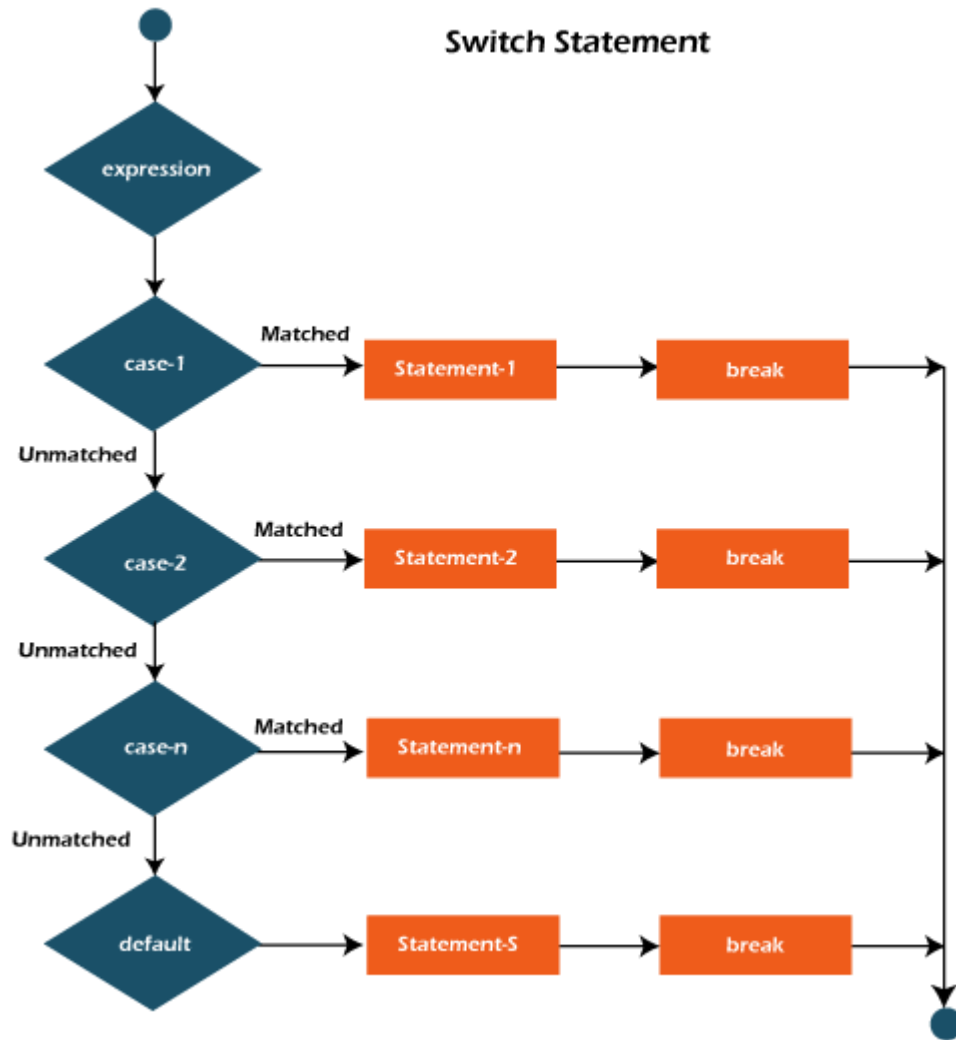 Switch Statement
expression
case-1
Matched
Statement-1
break
Unmatched
case-2
Matched
Statement-2
break
Unmatched
case-n
Matched
Statement-n
break
Unmatched
default
Statement-S
break